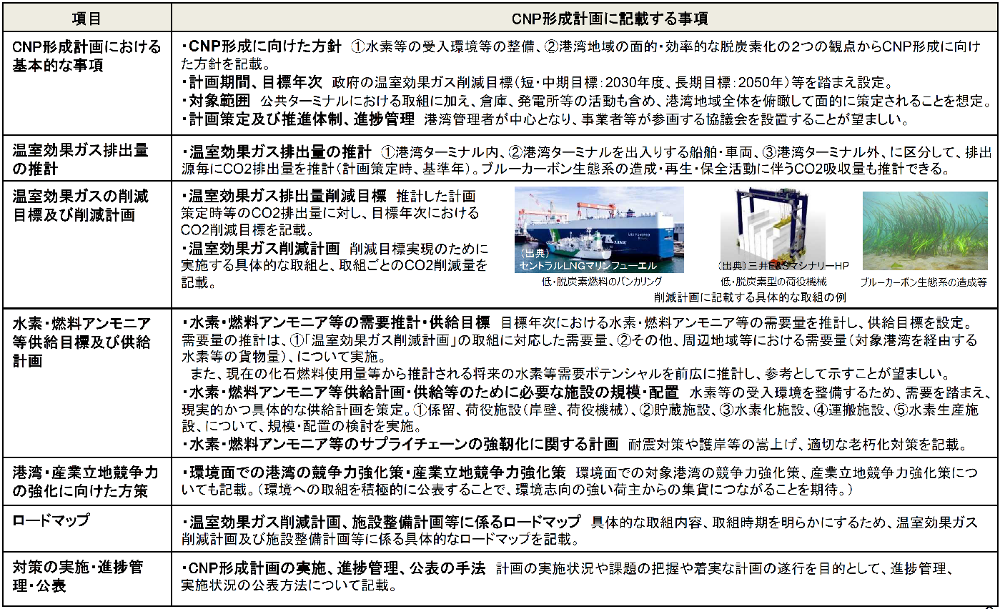 項目
CNP形成計画に記載する事項
CNP形成計画における
基本的な事項
・CNP形成に向けた方針 ①水素等の受入環境等の整備、②港湾地域の面的・効率的な脱炭素化の2つの観点からCNP形成に向け
た方針を記載。
・計画期間、目標年次 政府の温室効果ガス削減目標(短・中期目標:2030年度、長期目標:2050年)等を踏まえ設定。
・対象範囲 公共ターミナルにおける取組に加え、倉庫、発電所等の活動も含め、港湾地域全体を俯瞰して面的に策定されることを想定。
・計画策定及び推進体制、進捗管理 港湾管理者が中心となり、事業者等が参画する協議会を設置することが望ましい。
温室効果ガス排出量
の推計
・温室効果ガス排出量の推計 ①港湾ターミナル内、②港湾ターミナルを出入りする船舶・車両、③港湾ターミナル外、に区分して、排出
源毎にCO2排出量を推計(計画策定時、基準年)。ブルーカーボン生態系の造成・再生・保全活動に伴うCO2吸収量も推計できる。
温室効果ガスの削減
目標及び削減計画
・温室効果ガス排出量削減目標 推計した計画
策定時等のCO2排出量に対し、目標年次における
CO2削減目標を記載。
・温室効果ガス削減計画 削減目標実現のために
実施する具体的な取組と、取組ごとのCO2削減量を
記載。
LNG POWERED
K LINE
(出典)
セントラルLNGマリンフューエル
低・脱炭素燃料のバンカリング
(出典)三井E&SマシナリーHP
低・脱炭素型の荷役機械
ブルーカーボン生態系の造成等
削減計画に記載する具体的な取組の例
水素・燃料アンモニア
等供給目標及び供給
計画
・水素・燃料アンモニア等の需要推計・供給目標 目標年次における水素・燃料アンモニア等の需要量を推計し、供給目標を設定。
需要量の推計は、①「温室効果ガス削減計画」の取組に対応した需要量、②その他、周辺地域等における需要量(対象港湾を経由する
水素等の貨物量)、について実施。
また、現在の化石燃料使用量等から推計される将来の水素等需要ポテンシャルを前広に推計し、参考として示すことが望ましい。
・水素・燃料アンモニア等供給計画・供給等のために必要な施設の規模・配置 水素等の受入環境を整備するため、需要を踏まえ、
現実的かつ具体的な供給計画を策定。①係留、荷役施設(岸壁、荷役機械)、②貯蔵施設、③水素化施設、④運搬施設、⑤水素生産施
設、について、規模・配置の検討を実施。
・水素・燃料アンモニア等のサプライチェーンの強靭化に関する計画 耐震対策や護岸等の嵩上げ、適切な老朽化対策を記載。
港湾・産業立地競争力
の強化に向けた方策
・環境面での港湾の競争力強化策・産業立地競争力強化策 環境面での対象港湾の競争力強化策、産業立地競争力強化策につ
いても記載。(環境への取組を積極的に公表することで、環境志向の強い荷主からの集貨につながることを期待。)
ロードマップ
・温室効果ガス削減計画、施設整備計画等に係るロードマップ 具体的な取組内容、取組時期を明らかにするため、温室効果ガス
削減計画及び施設整備計画等に係る具体的なロードマップを記載。
対策の実施・進捗管
理・公表
・CNP形成計画の実施、進捗管理、公表の手法 計画の実施状況や課題の把握や着実な計画の遂行を目的として、進捗管理、
実施状況の公表方法について記載。